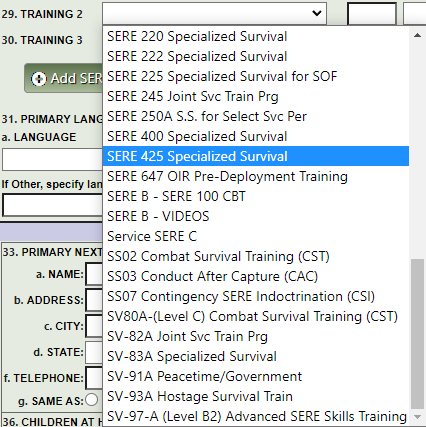 29. TRAINING 2
30. TRAINING 3
Add SER
31. PRIMARY LANG
a. LANGUAGE
If Other, specify lan
33. PRIMARY NEXT
a. NAME:
b. ADDRESS:
c. CITY:
d. STATE:
f. TELEPHONE:
g. SAME AS:
36. CHILDREN AT H
SERE 220 Specialized Survival
SERE 222 Specialized Survival
SERE 225 Specialized Survival for SOF
SERE 245 Joint Svc Train Prg
SERE 250A S.S. for Select Svc Per
SERE 400 Specialized Survival
SERE 425 Specialized Survival
SERE 647 OIR Pre-Deployment Training
SERE B - SERE 100 CBT
SERE B - VIDEOS
Service SERE C
SS02 Combat Survival Training (CST)
SS03 Conduct After Capture (CAC)
SS07 Contingency SERE Indoctrination (CSI)
SV80A-(Level C) Combat Survival Training (CST)
SV-82A Joint Svc Train Prg
SV-83A Specialized Survival
SV-91A Peacetime/Government
SV-93A Hostage Survival Train
SV-97-A (Level B2) Advanced SERE Skills Training